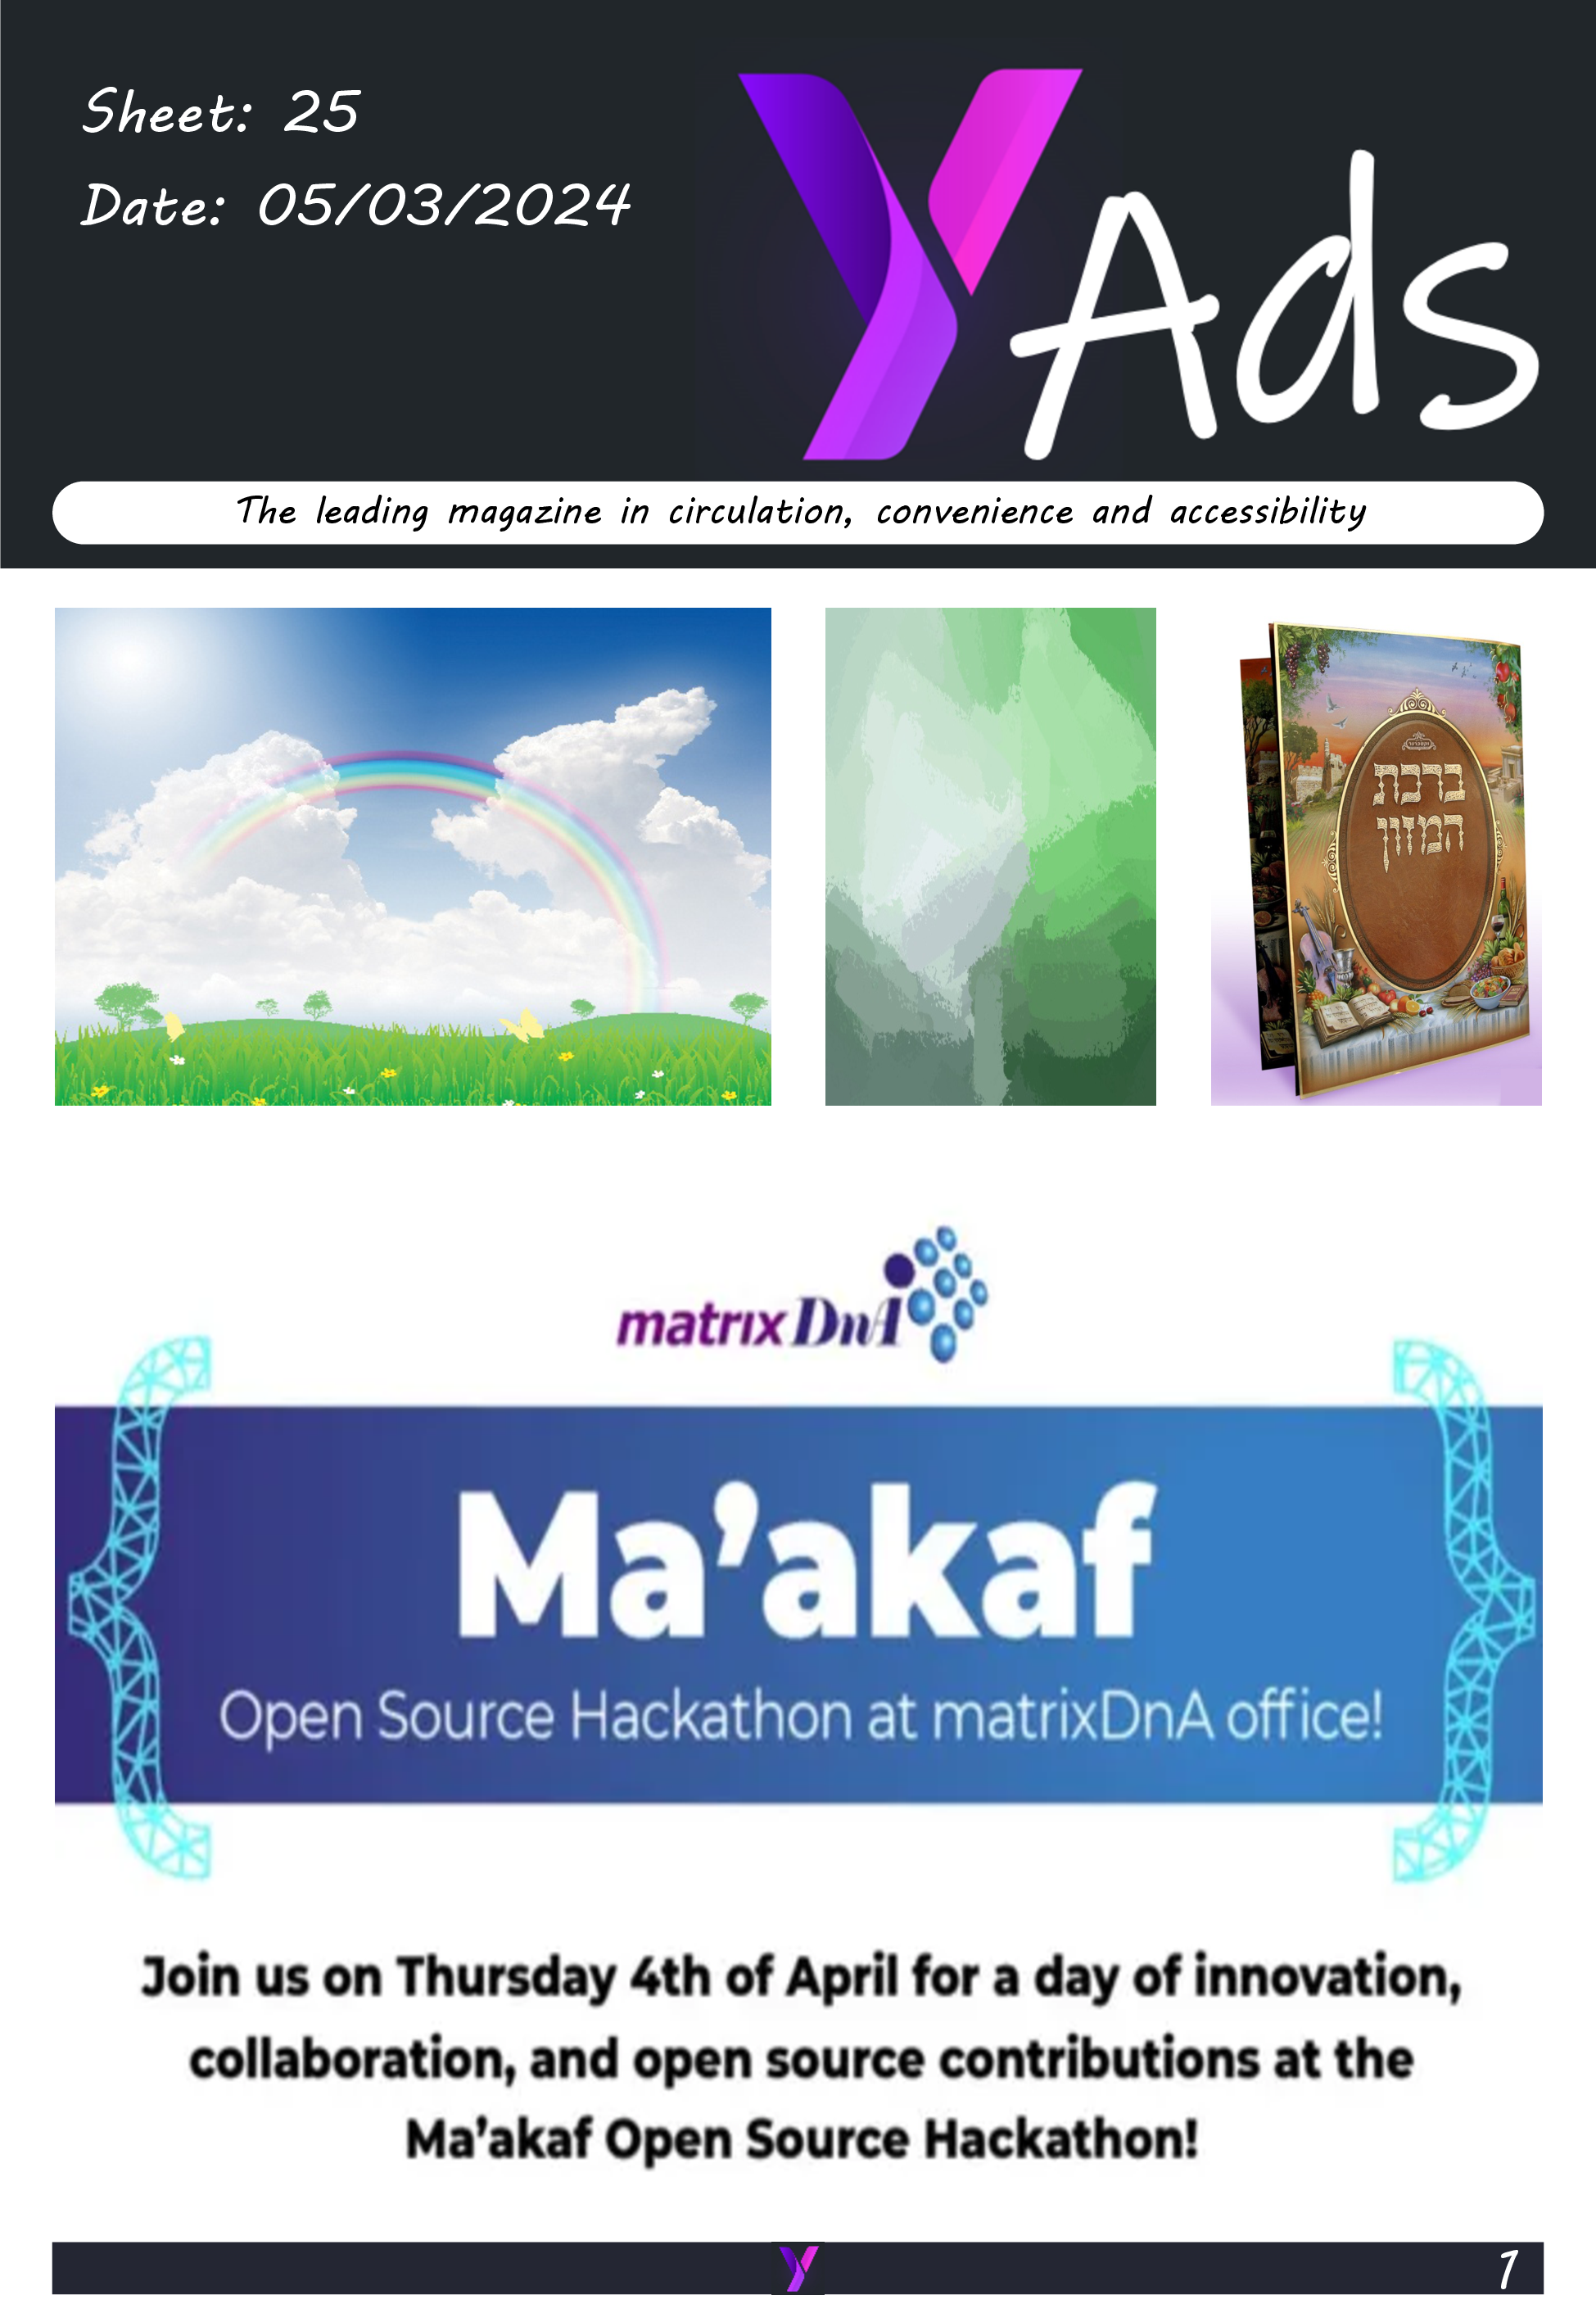 Sheet: 25
Date: 05/03/2024
Y Ads
The leading magazine in circulation, convenience and accessibility
ברכת
המזון
matrix DnA
Ma'akaf
Open Source Hackathon at matrixDnA office!
Join us on Thursday 4th of April for a day of innovation,
collaboration, and open source contributions at the
Ma'akaf Open Source Hackathon!
Y
1